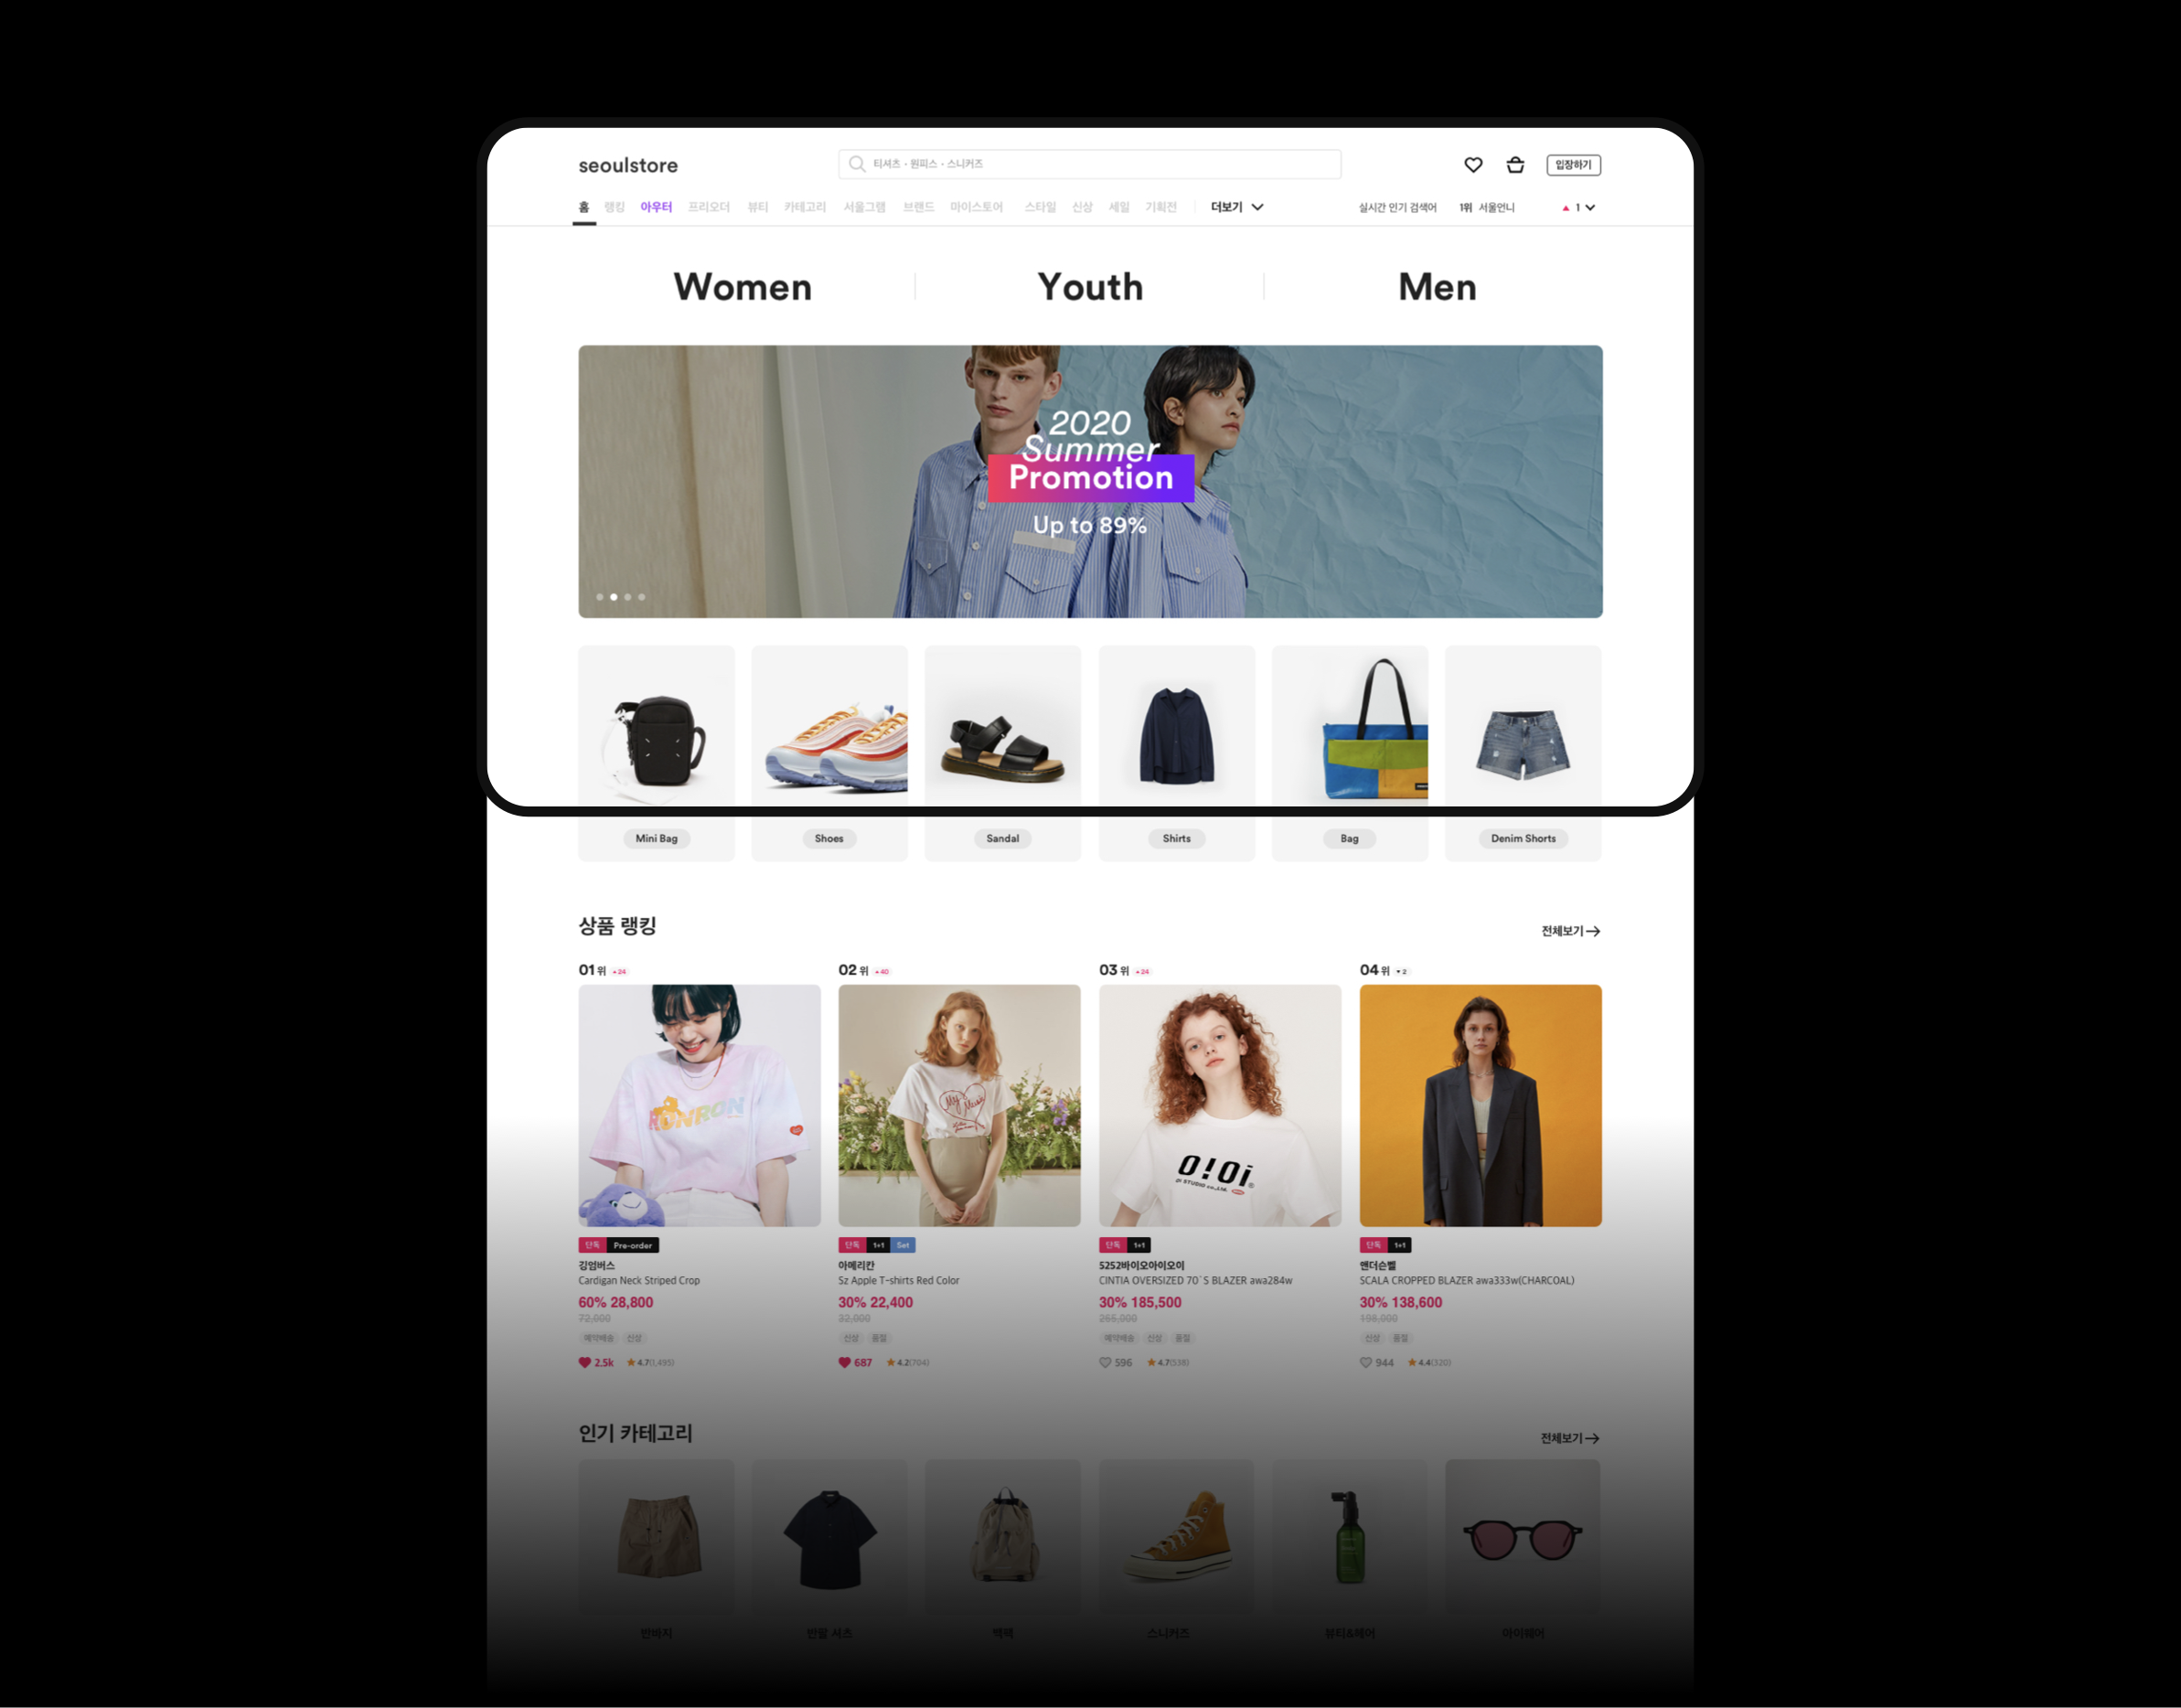 seoulstore
티셔츠 · 원피스 · 스니커즈
입장하기
홈 랭킹 아우터 프리오더 뷰티 카테고리 서울그램 브랜드 마이스토어 스타일 신상 세일 기획전 더보기 실시간 인기 검색어 1위 서울언니 ▲ 1
Women Youth Men
2020
Summer
Promotion
Up to 89%
Mini Bag Shoes Sandal Shirts Bag Denim Shorts
상품 랭킹 전체보기→
01위 ▲24 02위 ▲40 03위 ▲24 04위 ▼2
RONRON
My Muse
O!Oi
5! STUDIO co.,Ltd.
단독 Pre-order 단독 1+1 Set 단독 1+1 단독 1+1
깅엄버스 아메리칸 5252바이오아이오이 앤더슨벨
Cardigan Neck Striped Crop Sz Apple T-shirts Red Color CINTIA OVERSIZED 70`S BLAZER awa284w SCALA CROPPED BLAZER awa333w(CHARCOAL)
60% 28,800 30% 22,400 30% 185,500 30% 138,600
72,000 32,000 265,000 198,000
예약배송 신상 신상 품절 예약배송 신상 품절 신상 품절
2.5k ★ 4.7(1,495) 687 ★ 4.2(704) 596 ★ 4.7(538) 944 ★ 4.4(320)
인기 카테고리 전체보기→
반바지 반팔 셔츠 백팩 스니커즈 뷰티&헤어 아이웨어